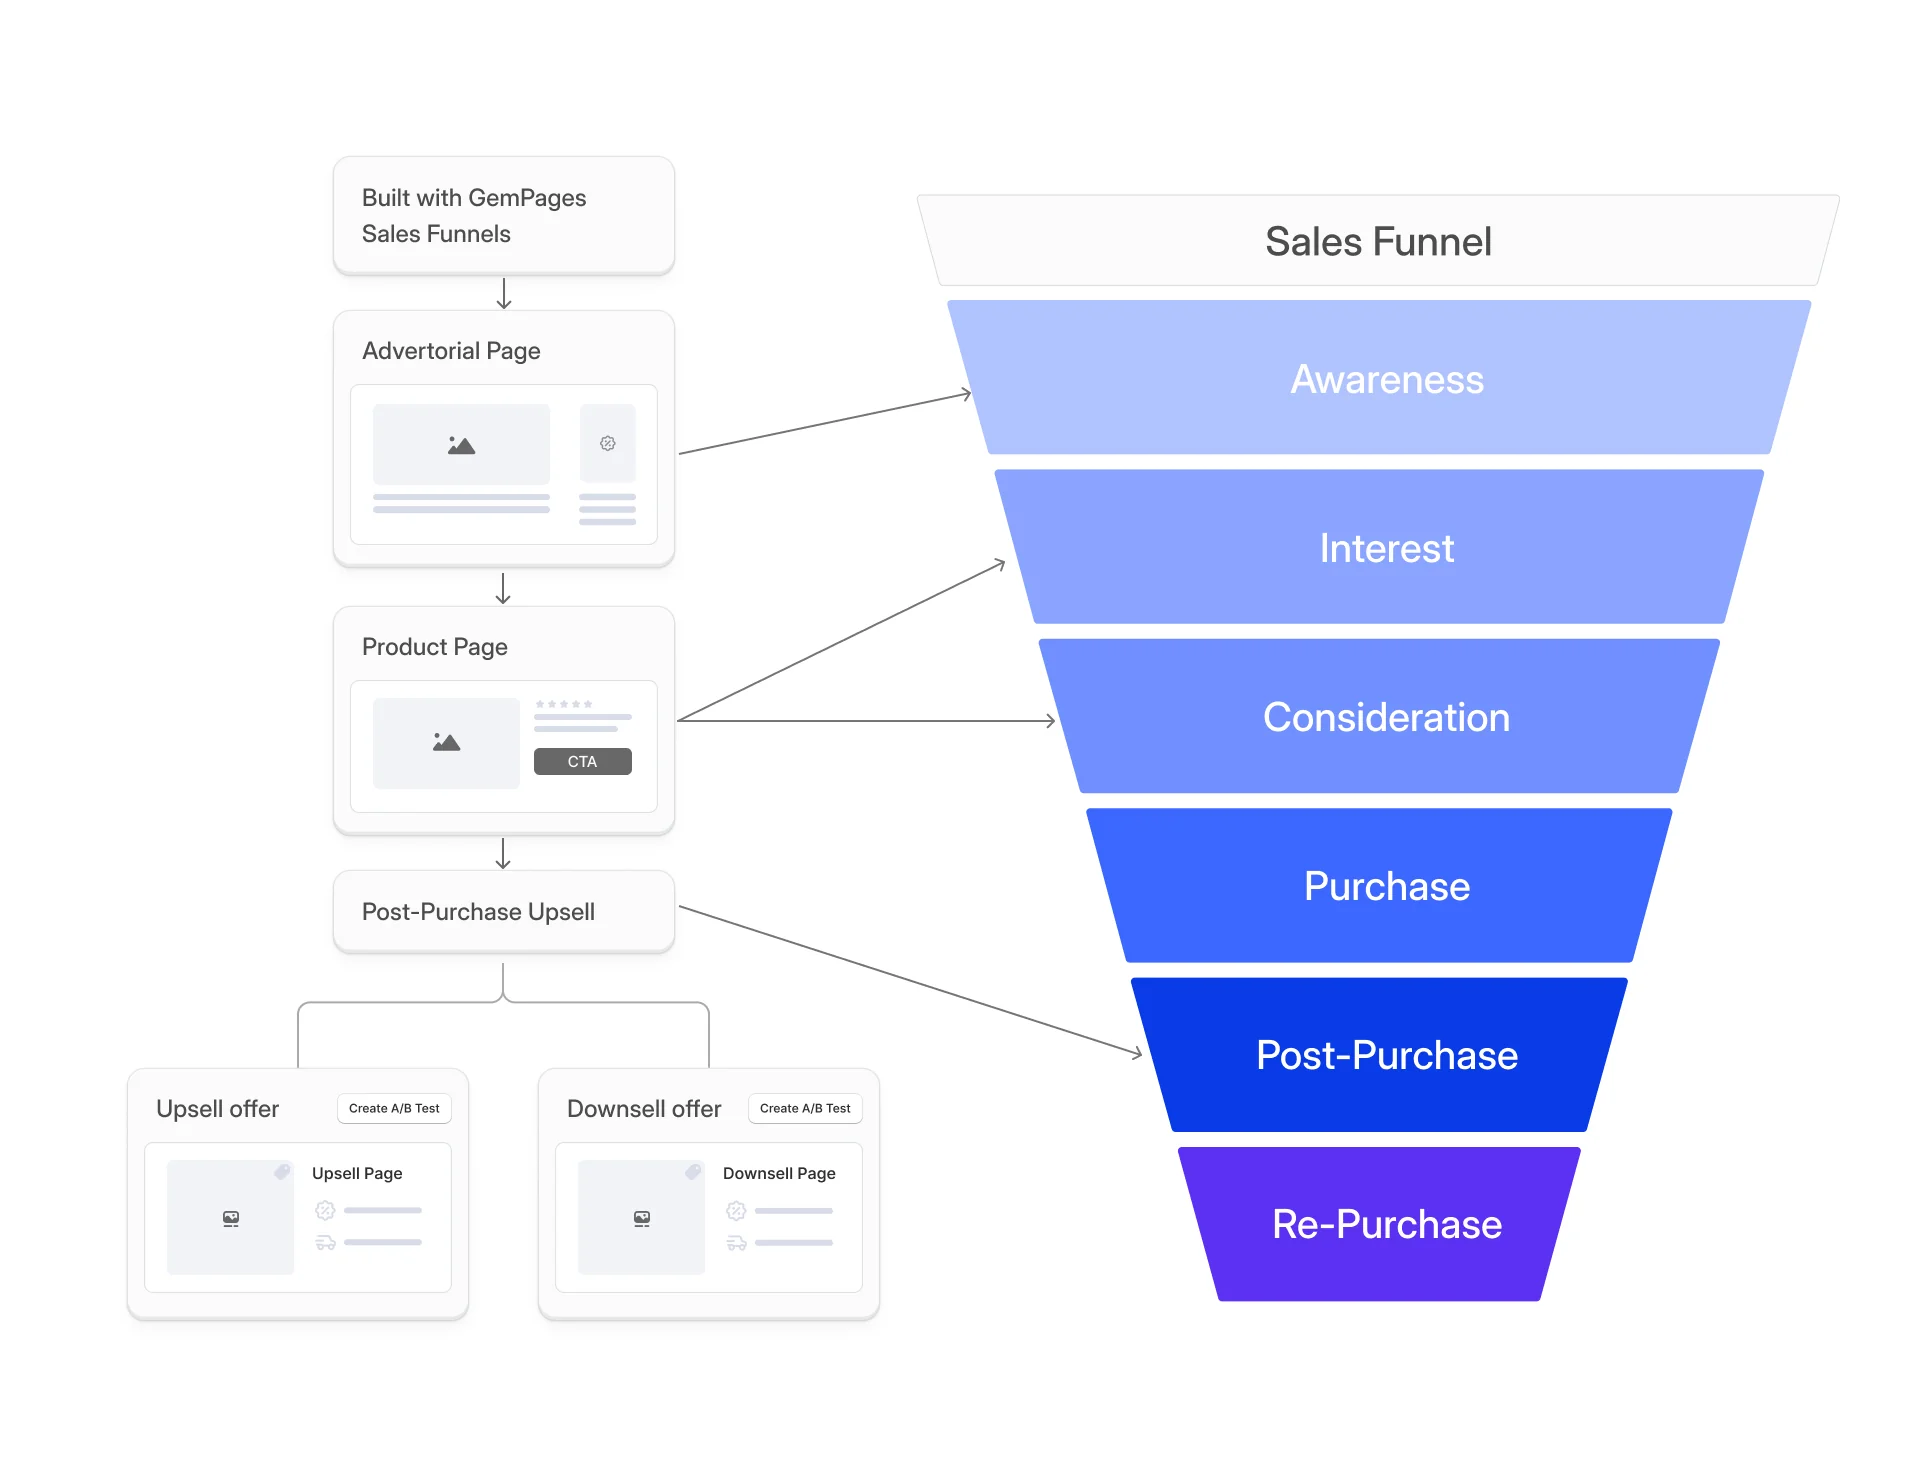 Built with GemPages
Sales Funnels
Advertorial Page
Product Page
CTA
Post-Purchase Upsell
Upsell offer
Create A/B Test
Upsell Page
Downsell offer
Create A/B Test
Downsell Page
Sales Funnel
Awareness
Interest
Consideration
Purchase
Post-Purchase
Re-Purchase